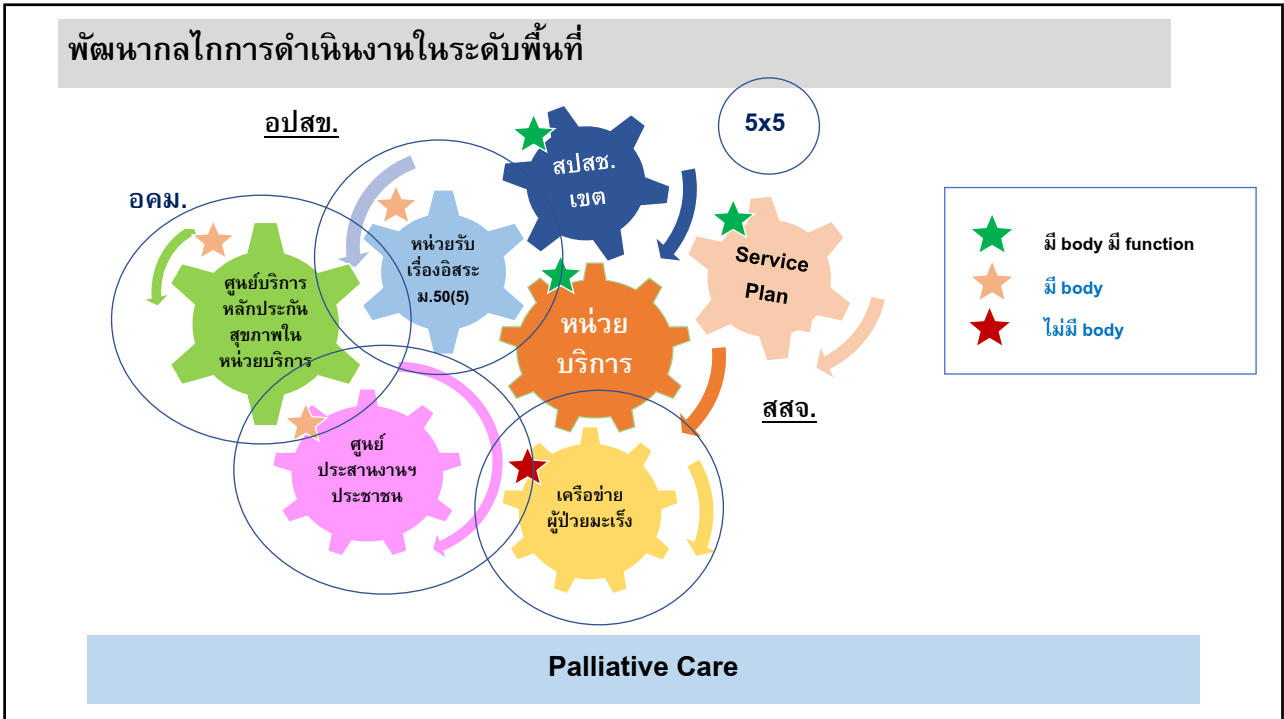 พัฒนากลไกการดำเนินงานในระดับพื้นที่
อปสข.
5x5
สปสช.
เขต
อคม.
หน่วยรับ
เรื่องอิสระ
ม.50(5)
Service
Plan
ศูนย์บริการ
หลักประกัน
สุขภาพใน
หน่วยบริการ
หน่วย
บริการ
มี body มี function
มี body
ไม่มี body
สสจ.
ศูนย์
ประสานงานฯ
ประชาชน
เครือข่าย
ผู้ป่วยมะเร็ง
Palliative Care